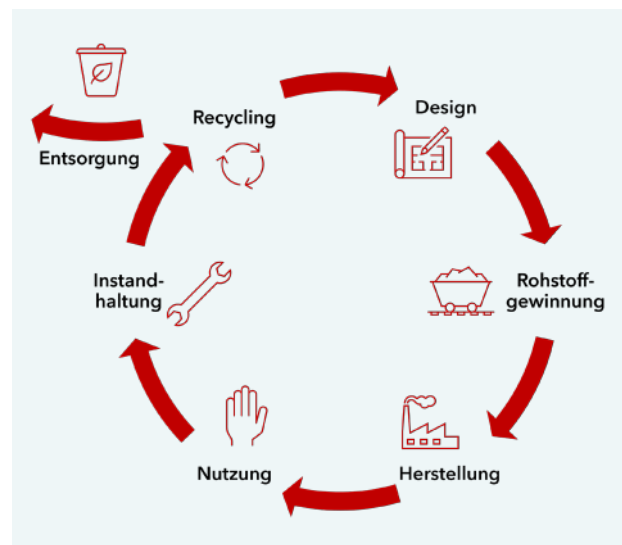 Recycling
Design
Entsorgung
Instand-
haltung
Rohstoff-
gewinnung
Nutzung
Herstellung